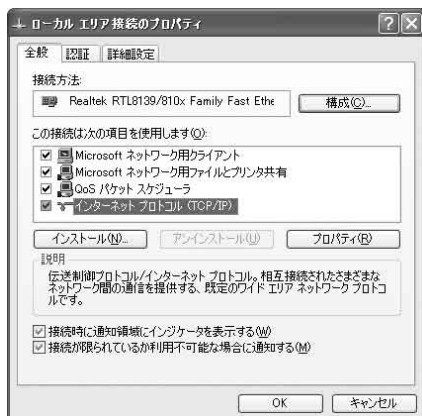 ローカル エリア接続のプロパティ
全般 認証 詳細設定
接続方法:
Realtek RTL8139/810x Family Fast Ethe
構成(C)...
この接続は次の項目を使用します(O):
Microsoft ネットワーク用クライアント
Microsoft ネットワーク用ファイルとプリンタ共有
QoS パケット スケジューラ
インターネット プロトコル (TCP/IP)
インストール(N)... アンインストール(U) プロパティ(R)
説明
伝送制御プロトコル/インターネット プロトコル。相互接続されたさまざまな
ネットワーク間の通信を提供する、既定のワイド エリア ネットワーク プロトコ
ルです。
接続時に通知領域にインジケータを表示する(W)
接続が限られているか利用不可能な場合に通知する(M)
OK キャンセル